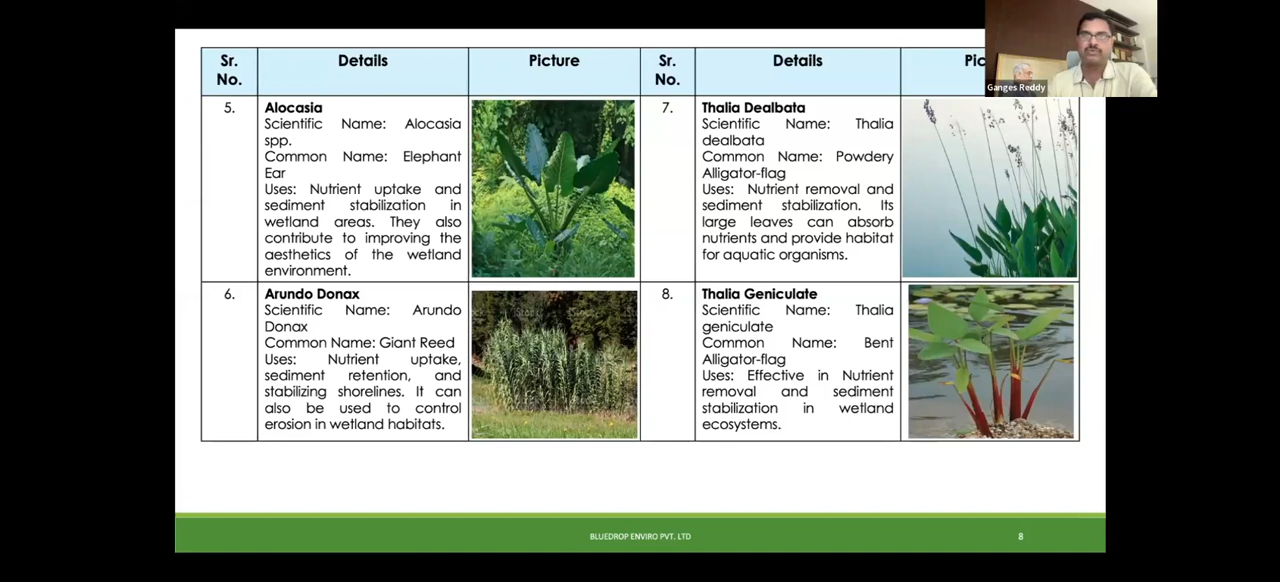 Sr.
No.
Details
Picture
Sr.
No.
Details
Pic
Ganges Reddy
5.
Alocasia
Scientific Name: Alocasia
spp.
Common Name: Elephant
Ear
Uses: Nutrient uptake and
sediment stabilization in
wetland areas. They also
contribute to improving the
aesthetics of the wetland
environment.
7.
Thalia Dealbata
Scientific Name: Thalia
dealbata
Common Name: Powdery
Alligator-flag
Uses: Nutrient removal and
sediment stabilization. Its
large leaves can absorb
nutrients and provide habitat
for aquatic organisms.
6.
Arundo Donax
Scientific Name: Arundo
Donax
Common Name: Giant Reed
Uses: Nutrient uptake,
sediment retention, and
stabilizing shorelines. It can
also be used to control
erosion in wetland habitats.
8.
Thalia Geniculate
Scientific Name: Thalia
geniculate
Common Name: Bent
Alligator-flag
Uses: Effective in Nutrient
removal and sediment
stabilization in wetland
ecosystems.
BLUEDROP ENVIRO PVT. LTD
8